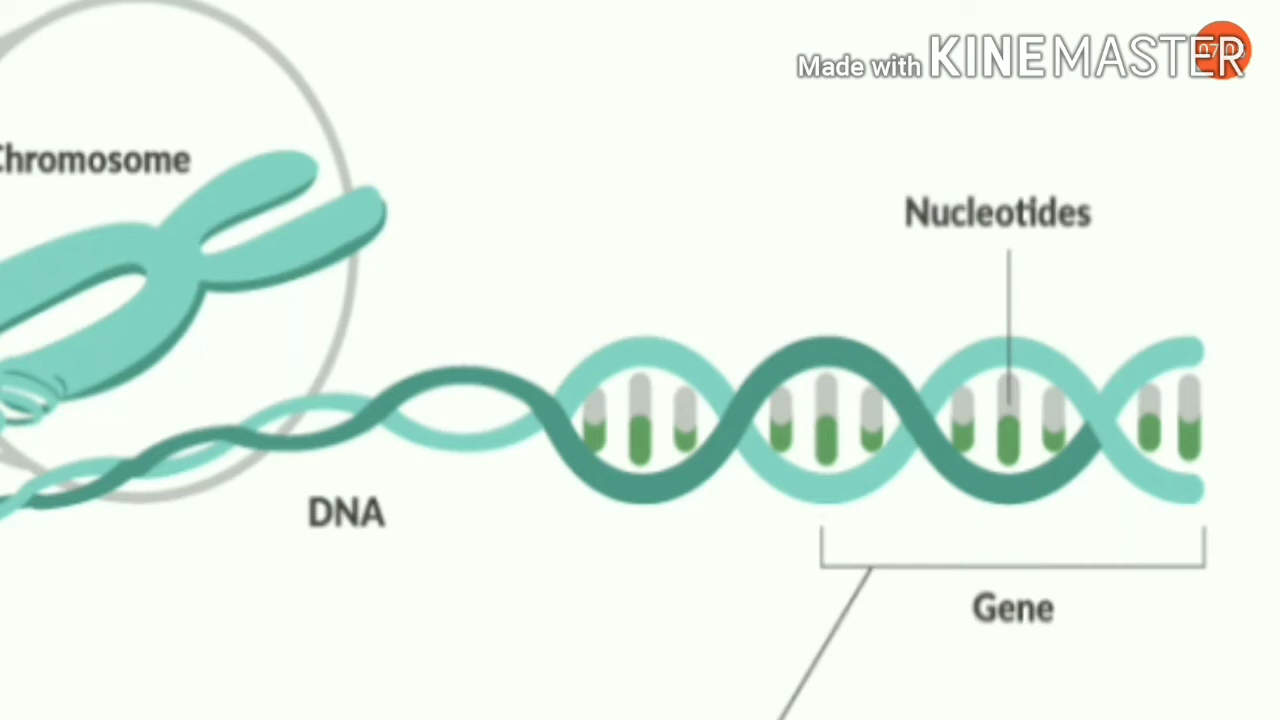 Made with KINEMASTER
Chromosome
Nucleotides
DNA
Gene